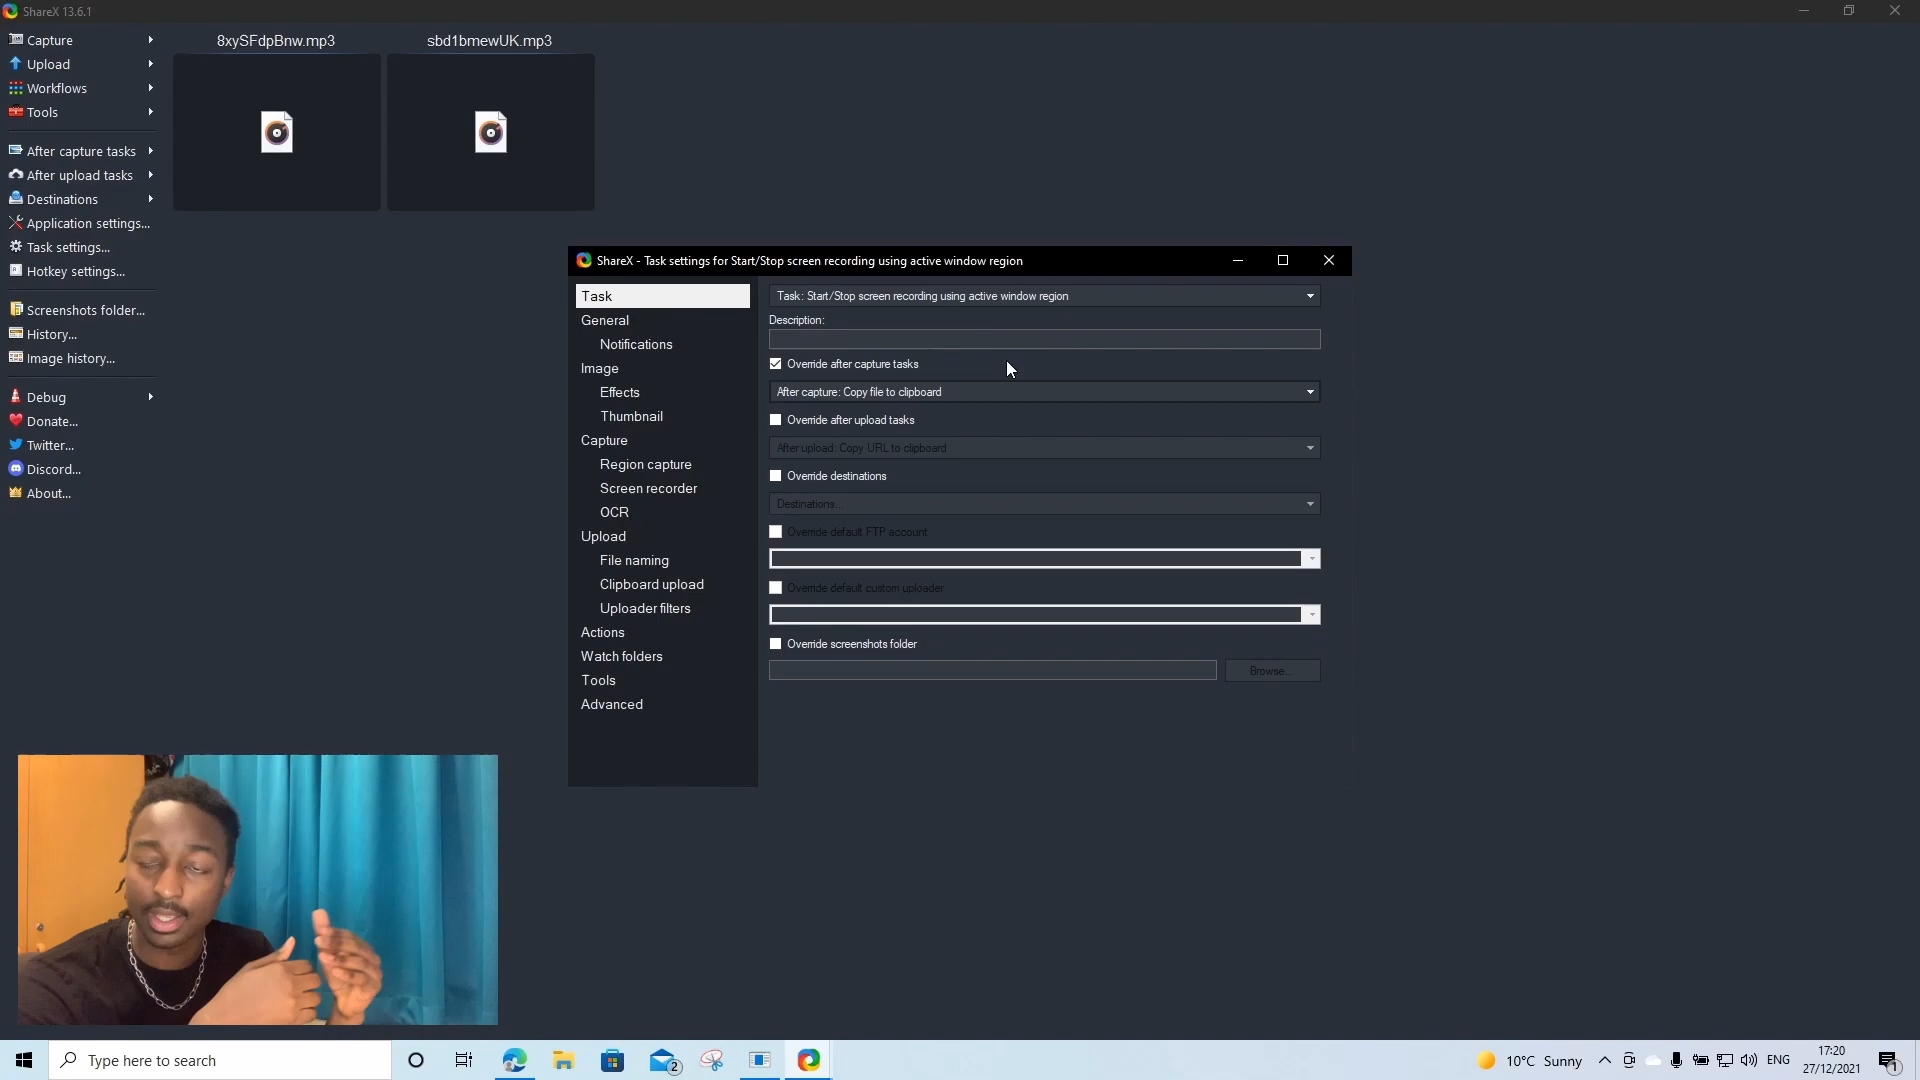 ShareX 13.6.1
Capture
Upload
Workflows
Tools
After capture tasks
After upload tasks
Destinations
Application settings...
Task settings...
Hotkey settings...
Screenshots folder...
History...
Image history...
Debug
Donate...
Twitter...
Discord...
About...
8xySFdpBnw.mp3
sbd1bmewUK.mp3
ShareX - Task settings for Start/Stop screen recording using active window region
Task
General
Notifications
Image
Effects
Thumbnail
Capture
Region capture
Screen recorder
OCR
Upload
File naming
Clipboard upload
Uploader filters
Actions
Watch folders
Tools
Advanced
Task: Start/Stop screen recording using active window region
Description:
Override after capture tasks
After capture: Copy file to clipboard
Override after upload tasks
After upload: Copy URL to clipboard
Override destinations
Destinations...
Override default FTP account
Override default custom uploader
Override screenshots folder
Browse...
Type here to search
2
10°C Sunny
ENG
17:20
27/12/2021
1